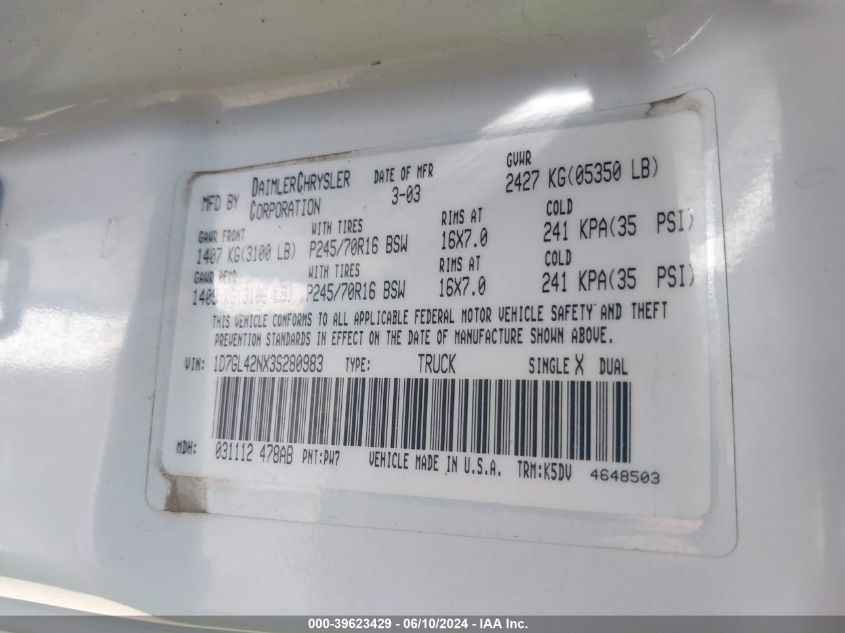 MFD BY DAIMLERCHRYSLER CORPORATION DATE OF MFR 3-03 GVWR 2427 KG(05350 LB)
GAWR FRONT WITH TIRES RIMS AT COLD
1407 KG(3100 LB) P245/70R16 BSW 16X7.0 241 KPA(35 PSI)
GAWR REAR WITH TIRES RIMS AT COLD
1409 KG(3106 LB) P245/70R16 BSW 16X7.0 241 KPA(35 PSI)
THIS VEHICLE CONFORMS TO ALL APPLICABLE FEDERAL MOTOR VEHICLE SAFETY AND THEFT
PREVENTION STANDARDS IN EFFECT ON THE DATE OF MANUFACTURE SHOWN ABOVE.
VIN: 1D7GL42NX3S280983 TYPE: TRUCK SINGLE X DUAL
MDH: 031112 478AB PNT:PW7 VEHICLE MADE IN U.S.A. TRM:K5DV 4648503
000-39623429 - 06/10/2024 - IAA Inc.